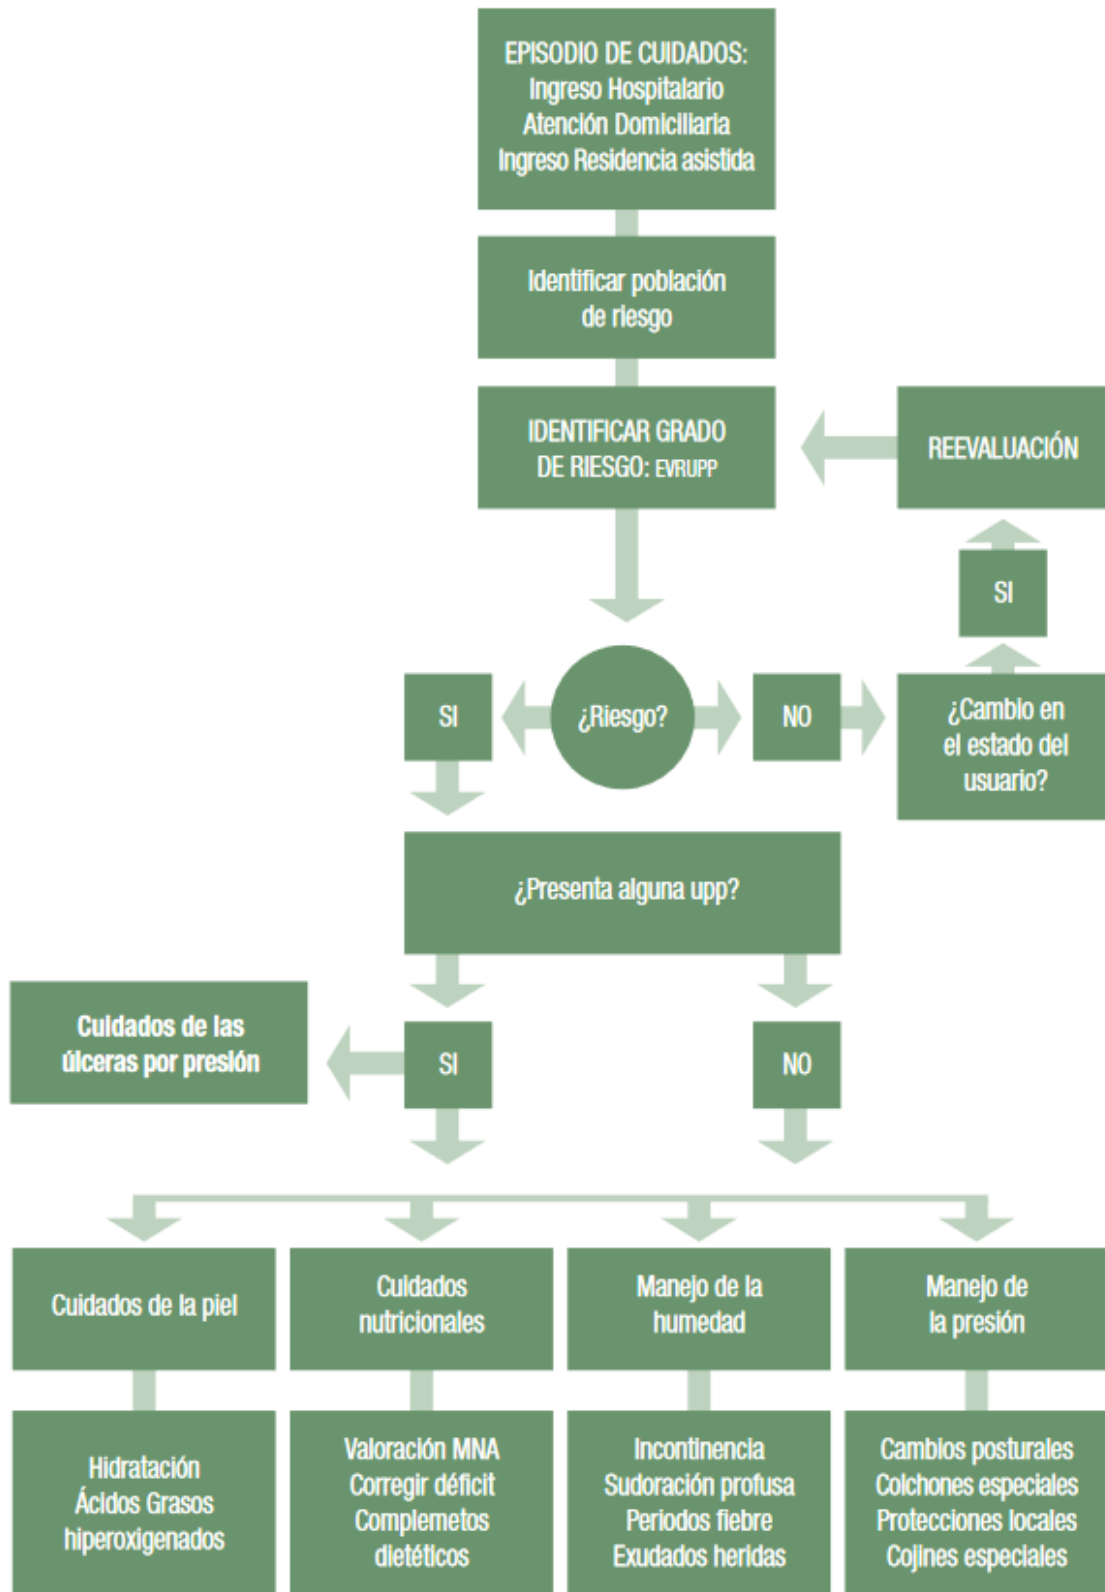 EPISODIO DE CUIDADOS:
Ingreso Hospitalario
Atención Domiciliaria
Ingreso Residencia asistida
Identificar población
de riesgo
IDENTIFICAR GRADO
DE RIESGO: EVRUPP
REEVALUACIÓN
SI
SI
¿Riesgo?
NO
¿Cambio en
el estado del
usuario?
¿Presenta alguna upp?
Cuidados de las
úlceras por presión
SI
NO
Cuidados de la piel
Cuidados
nutricionales
Manejo de la
humedad
Manejo de
la presión
Hidratación
Ácidos Grasos
hiperoxigenados
Valoración MNA
Corregir déficit
Complemetos
dietéticos
Incontinencia
Sudoración profusa
Periodos fiebre
Exudados heridas
Cambios posturales
Colchones especiales
Protecciones locales
Cojines especiales